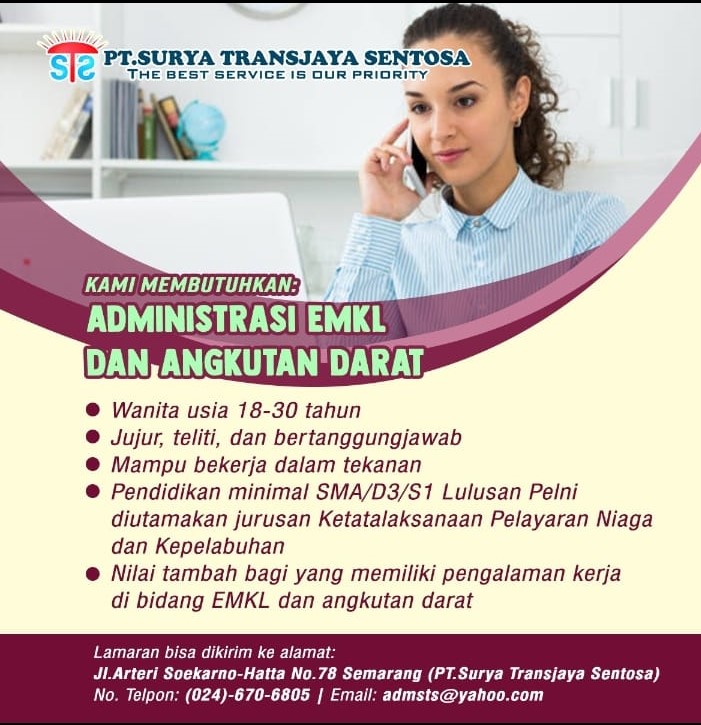 STS PT.SURYA TRANSJAYA SENTOSA
THE BEST SERVICE IS OUR PRIORITY
KAMI MEMBUTUHKAN:
ADMINISTRASI EMKL
DAN ANGKUTAN DARAT
• Wanita usia 18-30 tahun
• Jujur, teliti, dan bertanggungjawab
• Mampu bekerja dalam tekanan
• Pendidikan minimal SMA/D3/S1 Lulusan Pelni
diutamakan jurusan Ketatalaksanaan Pelayaran Niaga
dan Kepelabuhan
• Nilai tambah bagi yang memiliki pengalaman kerja
di bidang EMKL dan angkutan darat
Lamaran bisa dikirim ke alamat:
Jl.Arteri Soekarno-Hatta No.78 Semarang (PT.Surya Transjaya Sentosa)
No. Telpon: (024)-670-6805 | Email: admsts@yahoo.com